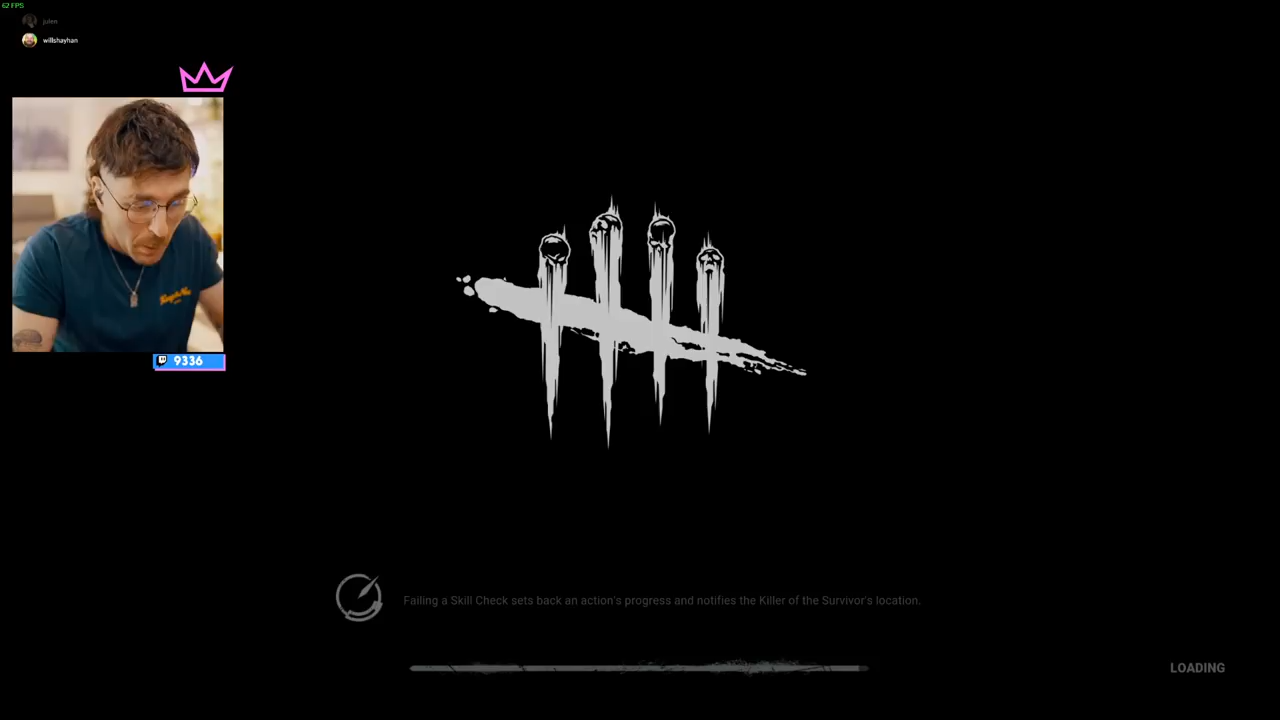 62 FPS
julen
willshayhan
9336
Failing a Skill Check sets back an action's progress and notifies the Killer of the Survivor's location.
LOADING